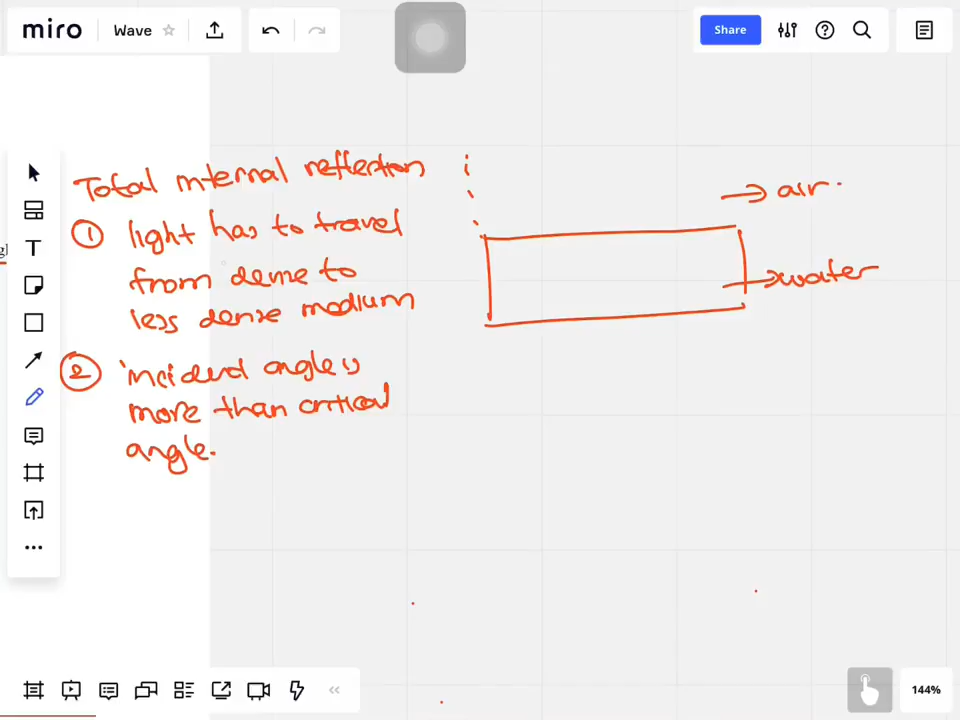 miro
Wave
Share
Total internal reflection
① light has to travel
from dense to
less dense medium
② incident angle is
more than critical
angle.
→ air
→ water
T
144%